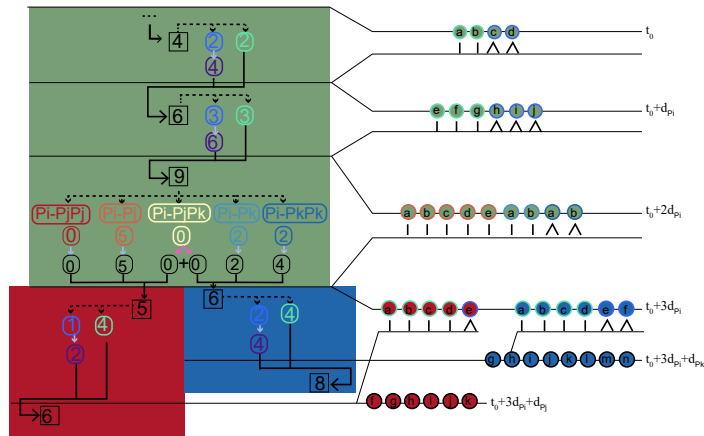 ...
4 2 2
4
6 3 3
6
9
Pi-PjPj Pi-Pj Pi-PjPk Pi-Pk Pi-PkPk
0 5 0 2 2
0 5 0 + 0 2 4
5
6
1 4
2
6
2 4
4
8
a b c d
t0
e f g h i j
t0+dPi
a b c d e a b a b
t0+2dPi
a b c d e a b c d e f
t0+3dPi
g h i j k l m n
t0+3dPi+dPk
f g h i j k
t0+3dPi+dPj